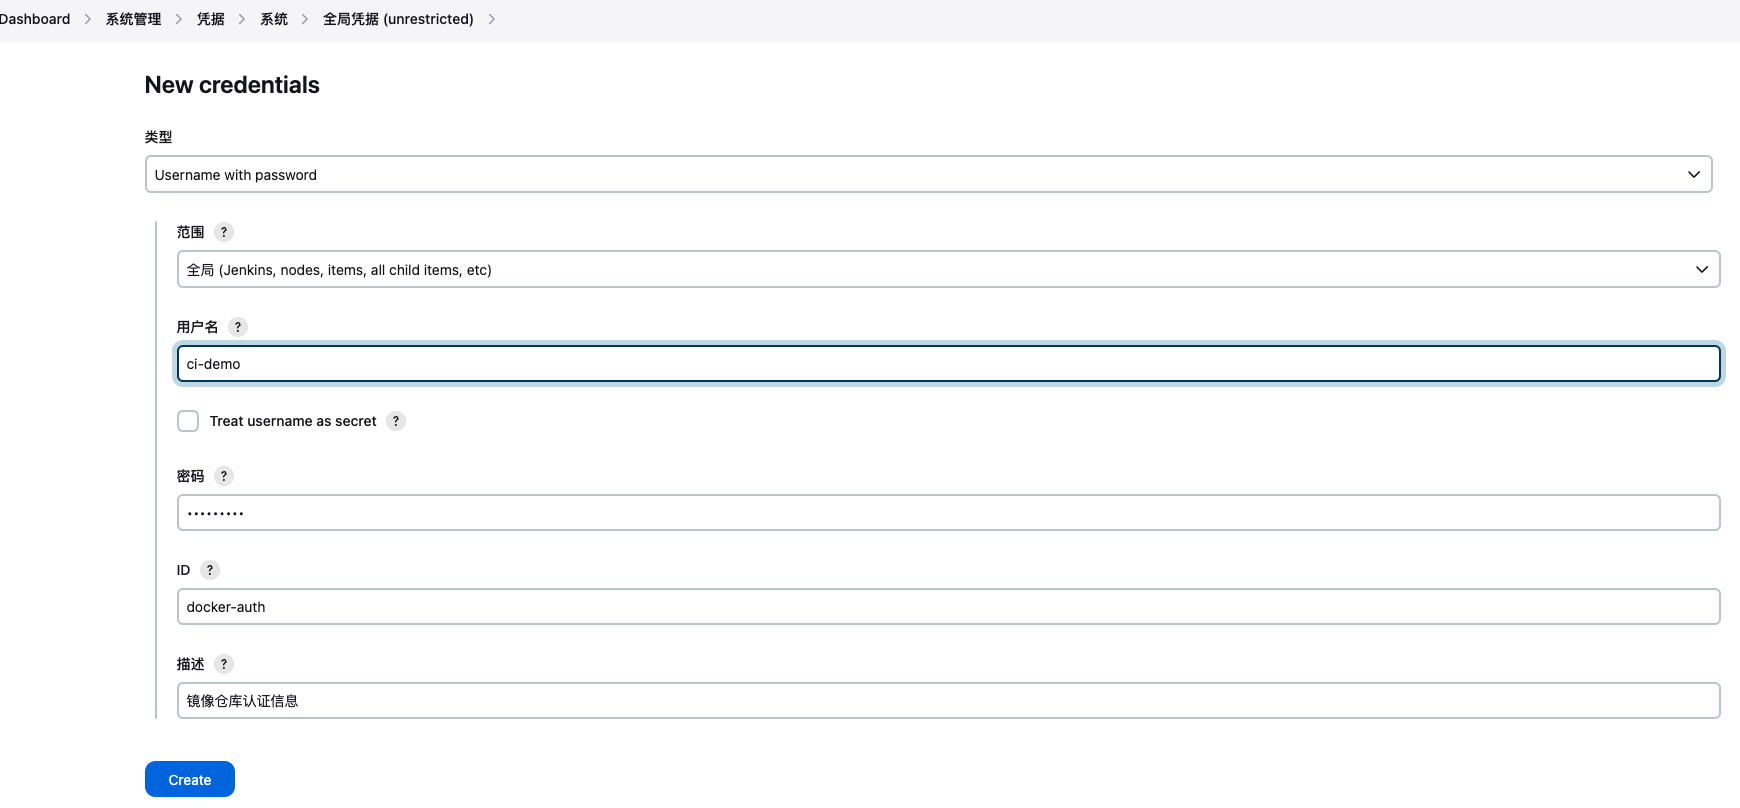 Dashboard > 系统管理 > 凭据 > 系统 > 全局凭据 (unrestricted) >
New credentials
类型
Username with password
范围 ?
全局 (Jenkins, nodes, items, all child items, etc)
用户名 ?
ci-demo
Treat username as secret ?
密码 ?
•••••••••
ID ?
docker-auth
描述 ?
镜像仓库认证信息
Create